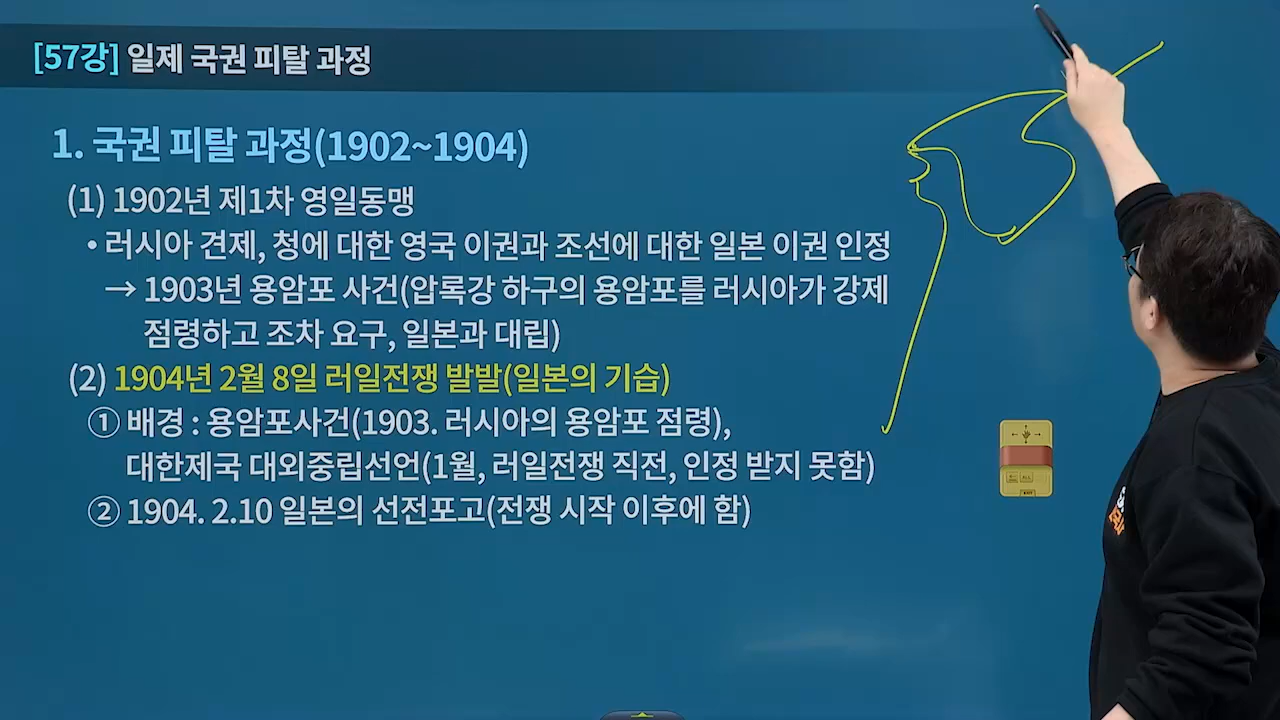 [57강] 일제 국권 피탈 과정
1. 국권 피탈 과정(1902~1904)
(1) 1902년 제1차 영일동맹
• 러시아 견제, 청에 대한 영국 이권과 조선에 대한 일본 이권 인정
→ 1903년 용암포 사건(압록강 하구의 용암포를 러시아가 강제
점령하고 조차 요구, 일본과 대립)
(2) 1904년 2월 8일 러일전쟁 발발(일본의 기습)
① 배경 : 용암포사건(1903. 러시아의 용암포 점령),
대한제국 대외중립선언(1월, 러일전쟁 직전, 인정 받지 못함)
② 1904. 2.10 일본의 선전포고(전쟁 시작 이후에 함)